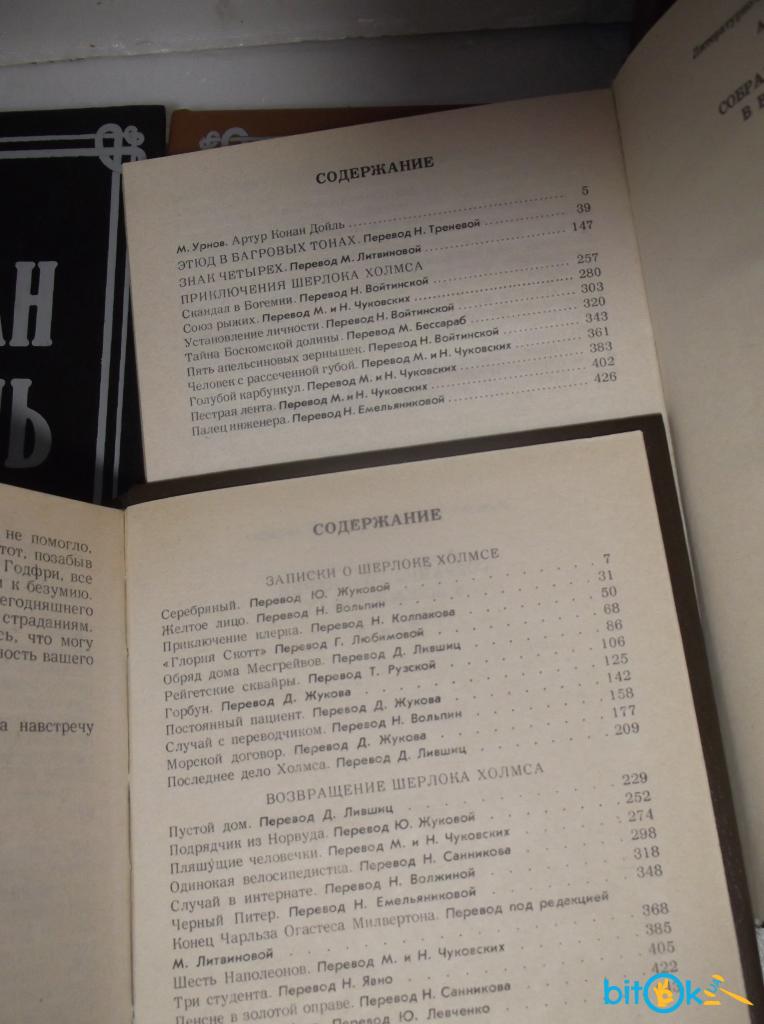 АН
Ь
СОДЕРЖАНИЕ
М. Урнов. Артур Конан Дойль 5
ЭТЮД В БАГРОВЫХ ТОНАХ. Перевод Н. Треневой 39
ЗНАК ЧЕТЫРЕХ. Перевод М. Литвиновой 147
ПРИКЛЮЧЕНИЯ ШЕРЛОКА ХОЛМСА
Скандал в Богемии. Перевод Н. Войтинской 257
Союз рыжих. Перевод М. и Н. Чуковских 280
Установление личности. Перевод Н. Войтинской 303
Тайна Боскомской долины. Перевод М. Бессараб 320
Пять апельсиновых зернышек. Перевод Н. Войтинской 343
Человек с рассеченной губой. Перевод М. и Н. Чуковских 361
Голубой карбункул. Перевод М. и Н. Чуковских 383
Пестрая лента. Перевод М. и Н. Чуковских 402
Палец инженера. Перевод Н. Емельяниковой 426
Литературно-
СОБРА
В
не помогло.
тот, позабыв
Годфри, все
к безумию.
егодняшнего
страданиям.
сь, что могу
ность вашего
а навстречу
СОДЕРЖАНИЕ
ЗАПИСКИ О ШЕРЛОКЕ ХОЛМСЕ
Серебряный. Перевод Ю. Жуковой 7
Желтое лицо. Перевод Н. Вольпин 31
Приключение клерка. Перевод Н. Колпакова 50
«Глория Скотт» Перевод Г. Любимовой 68
Обряд дома Месгрейвов. Перевод Д. Лившиц 86
Рейгетские сквайры. Перевод Т. Рузской 106
Горбун. Перевод Д. Жукова 125
Постоянный пациент. Перевод Д. Жукова 142
Случай с переводчиком. Перевод Н. Вольпин 158
Морской договор. Перевод Д. Жукова 177
Последнее дело Холмса. Перевод Д. Лившиц 209
ВОЗВРАЩЕНИЕ ШЕРЛОКА ХОЛМСА
Пустой дом. Перевод Д. Лившиц 229
Подрядчик из Норвуда. Перевод Ю. Жуковой 252
Пляшущие человечки. Перевод М. и Н. Чуковских 274
Одинокая велосипедистка. Перевод Н. Санникова 298
Случай в интернате. Перевод Н. Волжиной 318
Черный Питер. Перевод Н. Емельяниковой 348
Конец Чарльза Огастеса Милвертона. Перевод под редакцией
М. Литвиновой 368
Шесть Наполеонов. Перевод М. и Н. Чуковских 385
Три студента. Перевод Н. Явно 405
Пенсне в золотой оправе. Перевод Н. Санникова 422
Перевод Ю. Левченко
bitOk